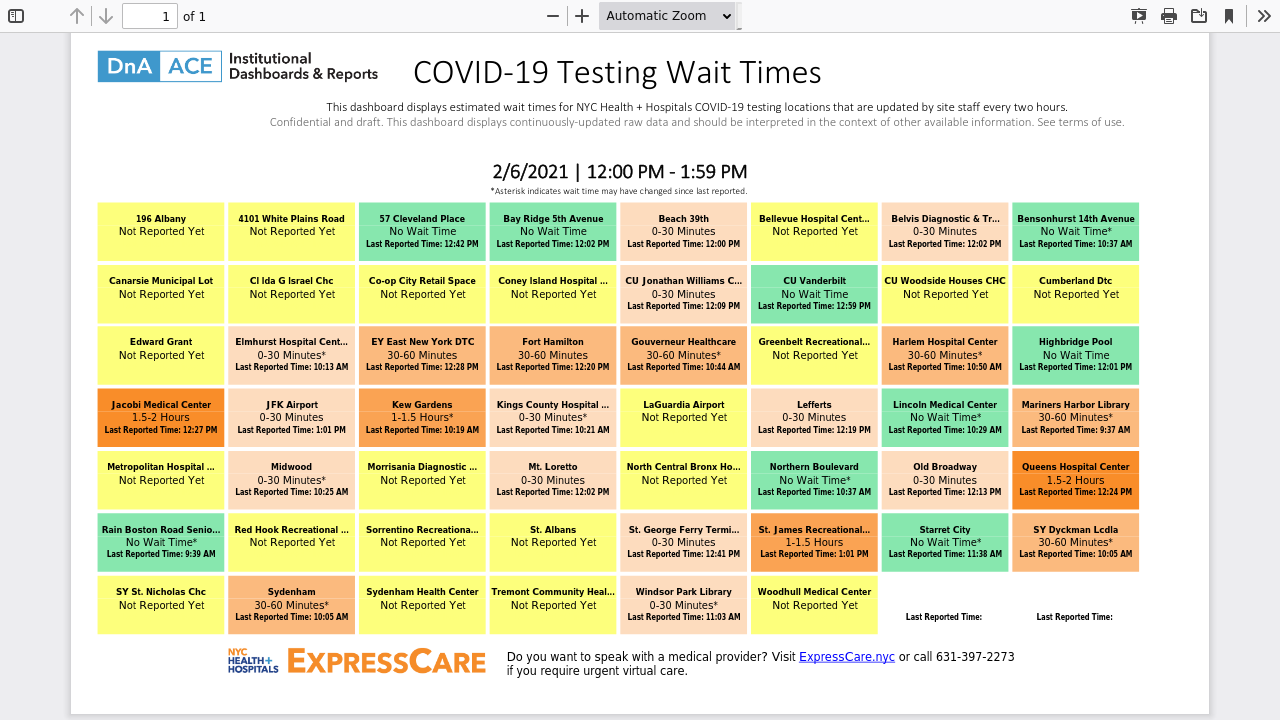 1 of 1
Automatic Zoom
DnA ACE Institutional Dashboards & Reports
COVID-19 Testing Wait Times
This dashboard displays estimated wait times for NYC Health + Hospitals COVID-19 testing locations that are updated by site staff every two hours.
Confidential and draft. This dashboard displays continuously-updated raw data and should be interpreted in the context of other available information. See terms of use.
2/6/2021 | 12:00 PM - 1:59 PM
*Asterisk indicates wait time may have changed since last reported.
196 Albany
Not Reported Yet
4101 White Plains Road
Not Reported Yet
57 Cleveland Place
No Wait Time
Last Reported Time: 12:42 PM
Bay Ridge 5th Avenue
No Wait Time
Last Reported Time: 12:02 PM
Beach 39th
0-30 Minutes
Last Reported Time: 12:00 PM
Bellevue Hospital Cent...
Not Reported Yet
Belvis Diagnostic & Tr...
0-30 Minutes
Last Reported Time: 12:02 PM
Bensonhurst 14th Avenue
No Wait Time*
Last Reported Time: 10:37 AM
Canarsie Municipal Lot
Not Reported Yet
Cl Ida G Israel Chc
Not Reported Yet
Co-op City Retail Space
Not Reported Yet
Coney Island Hospital ...
Not Reported Yet
CU Jonathan Williams C...
0-30 Minutes
Last Reported Time: 12:09 PM
CU Vanderbilt
No Wait Time
Last Reported Time: 12:59 PM
CU Woodside Houses CHC
Not Reported Yet
Cumberland Dtc
Not Reported Yet
Edward Grant
Not Reported Yet
Elmhurst Hospital Cent...
0-30 Minutes*
Last Reported Time: 10:13 AM
EY East New York DTC
30-60 Minutes
Last Reported Time: 12:28 PM
Fort Hamilton
30-60 Minutes
Last Reported Time: 12:20 PM
Gouverneur Healthcare
30-60 Minutes*
Last Reported Time: 10:44 AM
Greenbelt Recreational...
Not Reported Yet
Harlem Hospital Center
30-60 Minutes*
Last Reported Time: 10:50 AM
Highbridge Pool
No Wait Time
Last Reported Time: 12:01 PM
Jacobi Medical Center
1.5-2 Hours
Last Reported Time: 12:27 PM
JFK Airport
0-30 Minutes
Last Reported Time: 1:01 PM
Kew Gardens
1-1.5 Hours*
Last Reported Time: 10:19 AM
Kings County Hospital ...
0-30 Minutes*
Last Reported Time: 10:21 AM
LaGuardia Airport
Not Reported Yet
Lefferts
0-30 Minutes
Last Reported Time: 12:19 PM
Lincoln Medical Center
No Wait Time*
Last Reported Time: 10:29 AM
Mariners Harbor Library
30-60 Minutes*
Last Reported Time: 9:37 AM
Metropolitan Hospital ...
Not Reported Yet
Midwood
0-30 Minutes*
Last Reported Time: 10:25 AM
Morrisania Diagnostic ...
Not Reported Yet
Mt. Loretto
0-30 Minutes
Last Reported Time: 12:02 PM
North Central Bronx Ho...
Not Reported Yet
Northern Boulevard
No Wait Time*
Last Reported Time: 10:37 AM
Old Broadway
0-30 Minutes
Last Reported Time: 12:13 PM
Queens Hospital Center
1.5-2 Hours
Last Reported Time: 12:24 PM
Rain Boston Road Senio...
No Wait Time*
Last Reported Time: 9:39 AM
Red Hook Recreational ...
Not Reported Yet
Sorrentino Recreationa...
Not Reported Yet
St. Albans
Not Reported Yet
St. George Ferry Termi...
0-30 Minutes
Last Reported Time: 12:41 PM
St. James Recreational...
1-1.5 Hours
Last Reported Time: 1:01 PM
Starret City
No Wait Time*
Last Reported Time: 11:38 AM
SY Dyckman Lcdla
30-60 Minutes*
Last Reported Time: 10:05 AM
SY St. Nicholas Chc
Not Reported Yet
Sydenham
30-60 Minutes*
Last Reported Time: 10:05 AM
Sydenham Health Center
Not Reported Yet
Tremont Community Heal...
Not Reported Yet
Windsor Park Library
0-30 Minutes*
Last Reported Time: 11:03 AM
Woodhull Medical Center
Not Reported Yet
Last Reported Time:
Last Reported Time:
NYC
HEALTH+
HOSPITALS
EXPRESSCARE
Do you want to speak with a medical provider? Visit ExpressCare.nyc or call 631-397-2273
if you require urgent virtual care.